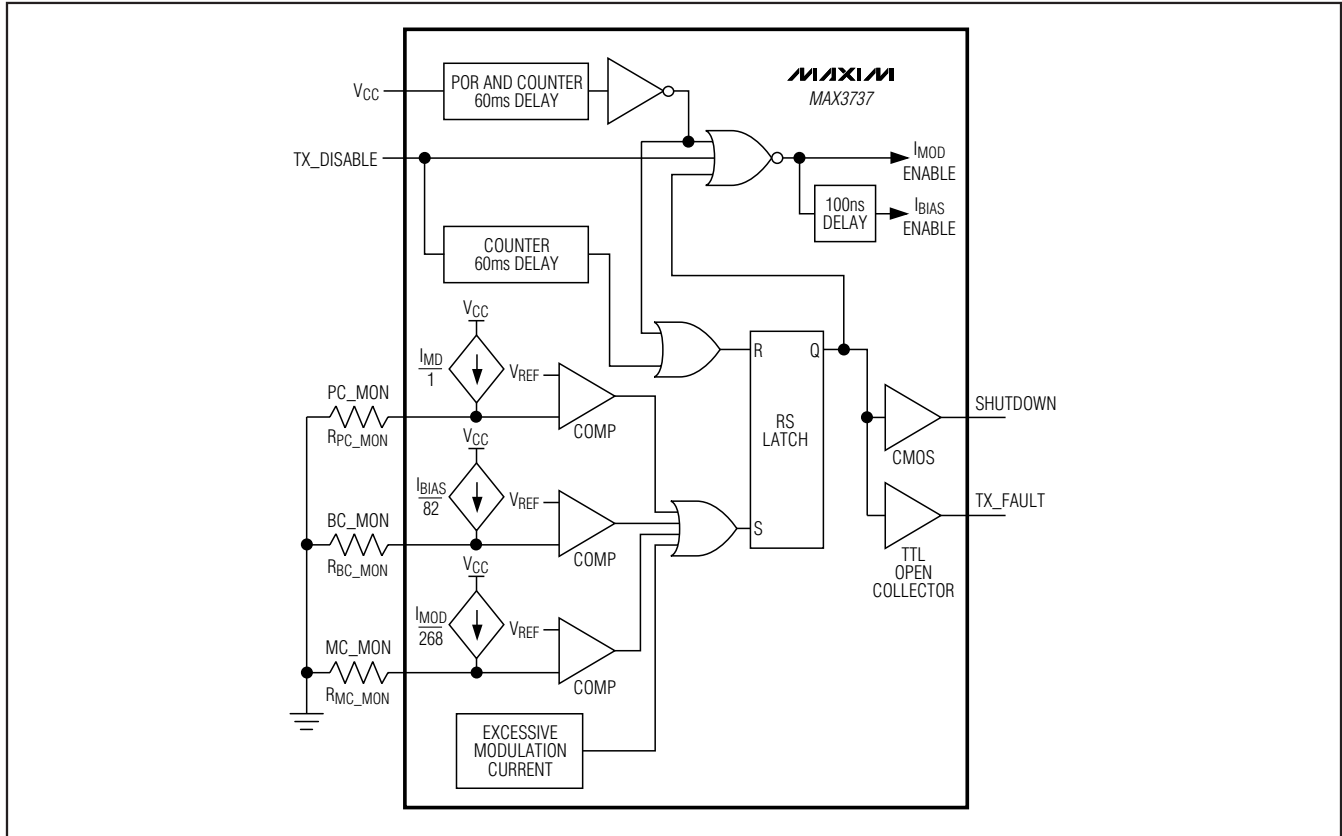 MAXIM
MAX3737
VCC
POR AND COUNTER
60ms DELAY
TX_DISABLE
IMOD
ENABLE
100ns
DELAY
IBIAS
ENABLE
COUNTER
60ms DELAY
VCC
IMD
1
VREF
COMP
PC_MON
RPC_MON
R
Q
RS
LATCH
S
SHUTDOWN
CMOS
VCC
IBIAS
82
VREF
COMP
BC_MON
RBC_MON
TX_FAULT
TTL
OPEN
COLLECTOR
VCC
IMOD
268
VREF
COMP
MC_MON
RMC_MON
EXCESSIVE
MODULATION
CURRENT